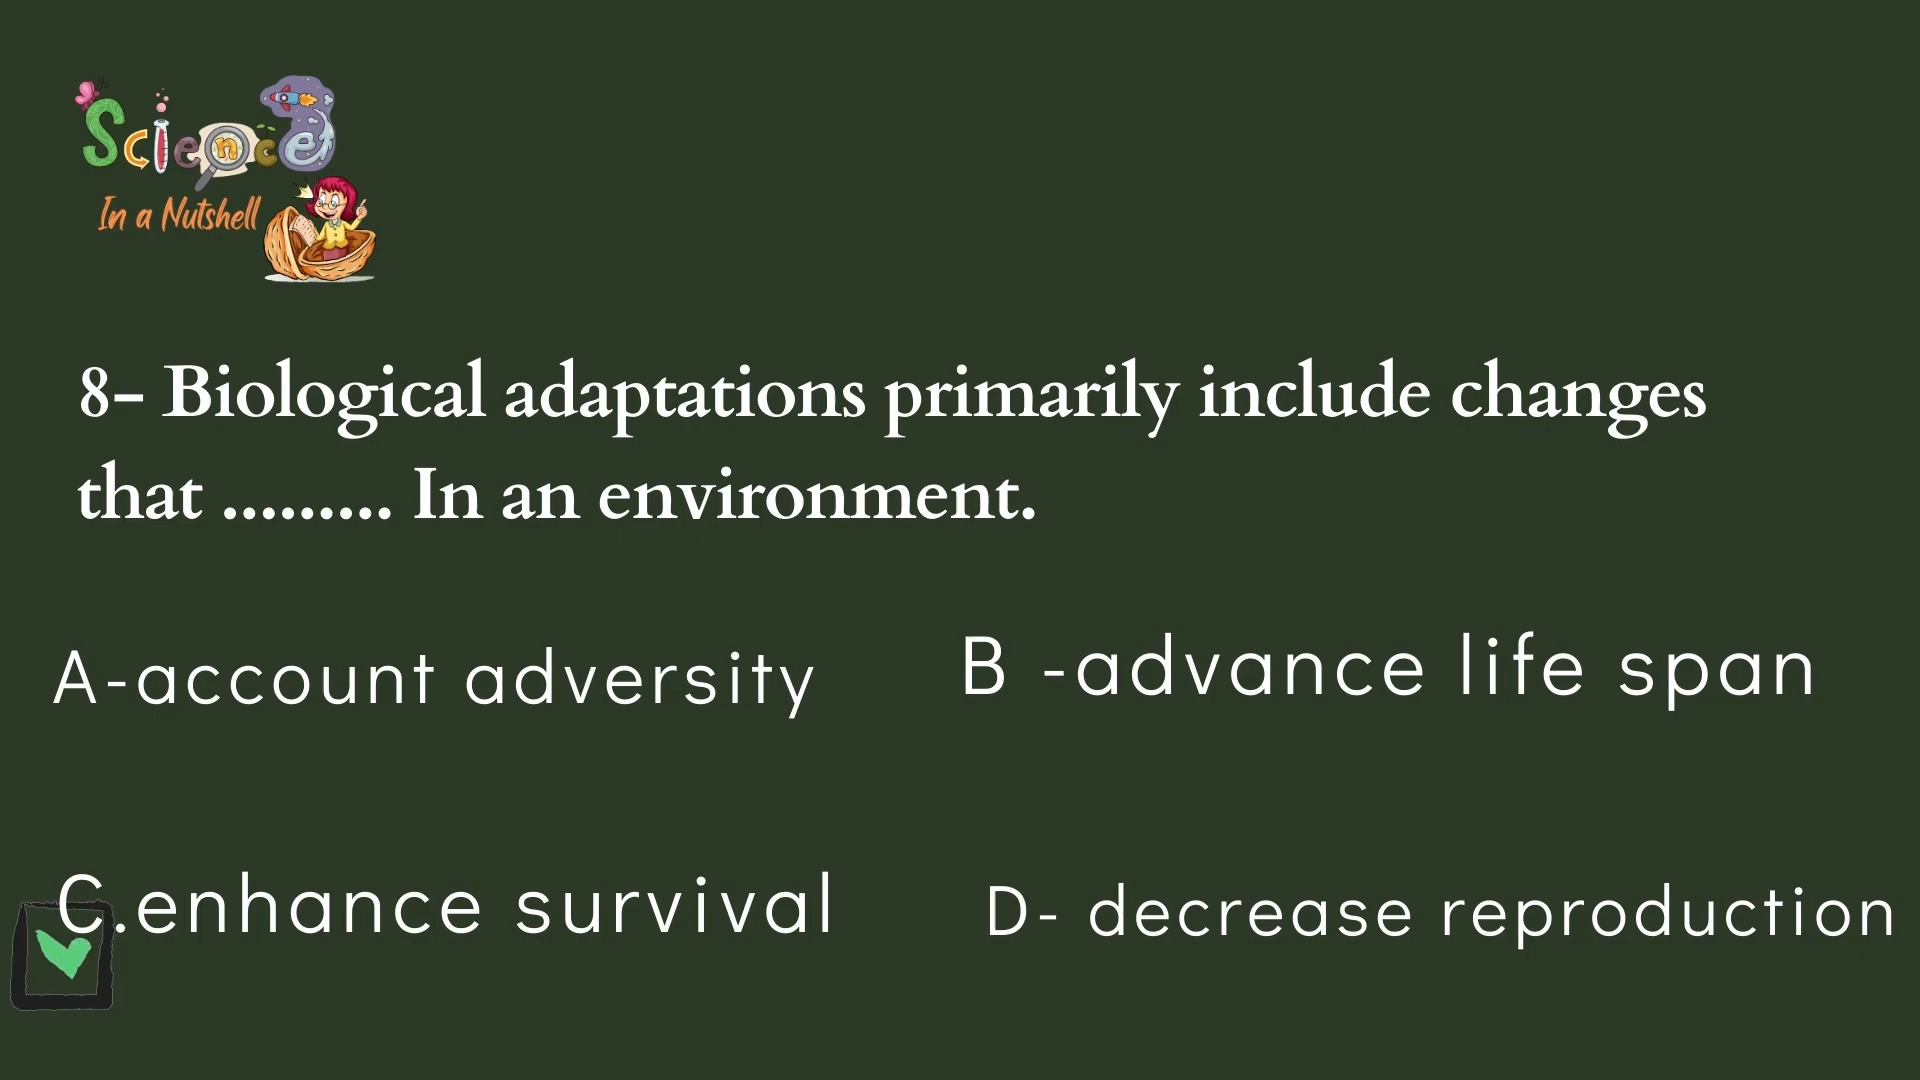 Science
In a Nutshell
8- Biological adaptations primarily include changes
that ......... In an environment.
A-account adversity
B -advance life span
C.enhance survival
D- decrease reproduction